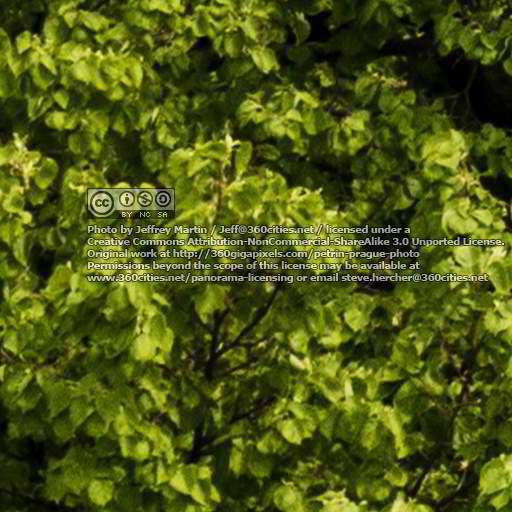 cc BY NC SA
Photo by Jeffrey Martin / Jeff@360cities.net / licensed under a
Creative Commons Attribution-NonCommercial-ShareAlike 3.0 Unported License.
Original work at http://360gigapixels.com/petrin-prague-photo
Permissions beyond the scope of this license may be available at
www.360cities.net/panorama-licensing or email steve.hercher@360cities.net